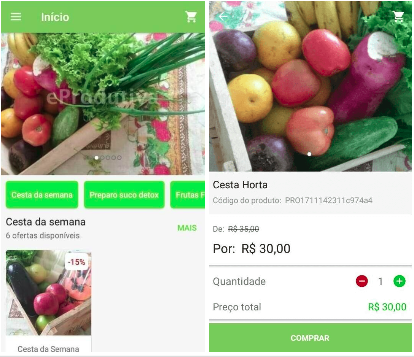 Início
eProdutiva
Cesta da semana
Preparo suco detox
Frutas F
Cesta da semana
MAIS
6 ofertas disponíveis
-15%
Cesta da Semana
Cesta Horta
Código do produto: PRO1711142311c974a4
De: R$ 35,00
Por: R$ 30,00
Quantidade
1
Preço total
R$ 30,00
COMPRAR